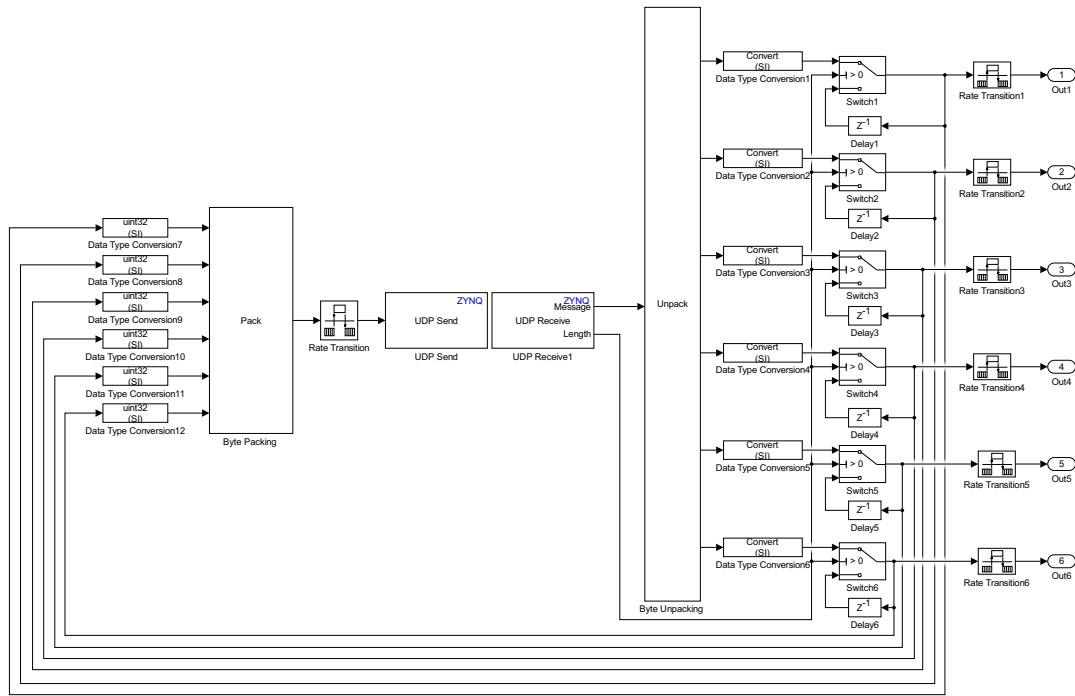 uint32
(SI)
Data Type Conversion7
uint32
(SI)
Data Type Conversion8
uint32
(SI)
Data Type Conversion9
uint32
(SI)
Data Type Conversion10
uint32
(SI)
Data Type Conversion11
uint32
(SI)
Data Type Conversion12
Pack
Byte Packing
Rate Transition
ZYNQ
UDP Send
UDP Send
ZYNQ
Message
UDP Receive
Length
UDP Receive1
Unpack
Byte Unpacking
Convert
(SI)
Data Type Conversion1
> 0
Switch1
Z-1
Delay1
Rate Transition1
1
Out1
Convert
(SI)
Data Type Conversion2
> 0
Switch2
Z-1
Delay2
Rate Transition2
2
Out2
Convert
(SI)
Data Type Conversion3
> 0
Switch3
Z-1
Delay3
Rate Transition3
3
Out3
Convert
(SI)
Data Type Conversion4
> 0
Switch4
Z-1
Delay4
Rate Transition4
4
Out4
Convert
(SI)
Data Type Conversion5
> 0
Switch5
Z-1
Delay5
Rate Transition5
5
Out5
Convert
(SI)
Data Type Conversion6
> 0
Switch6
Z-1
Delay6
Rate Transition6
6
Out6